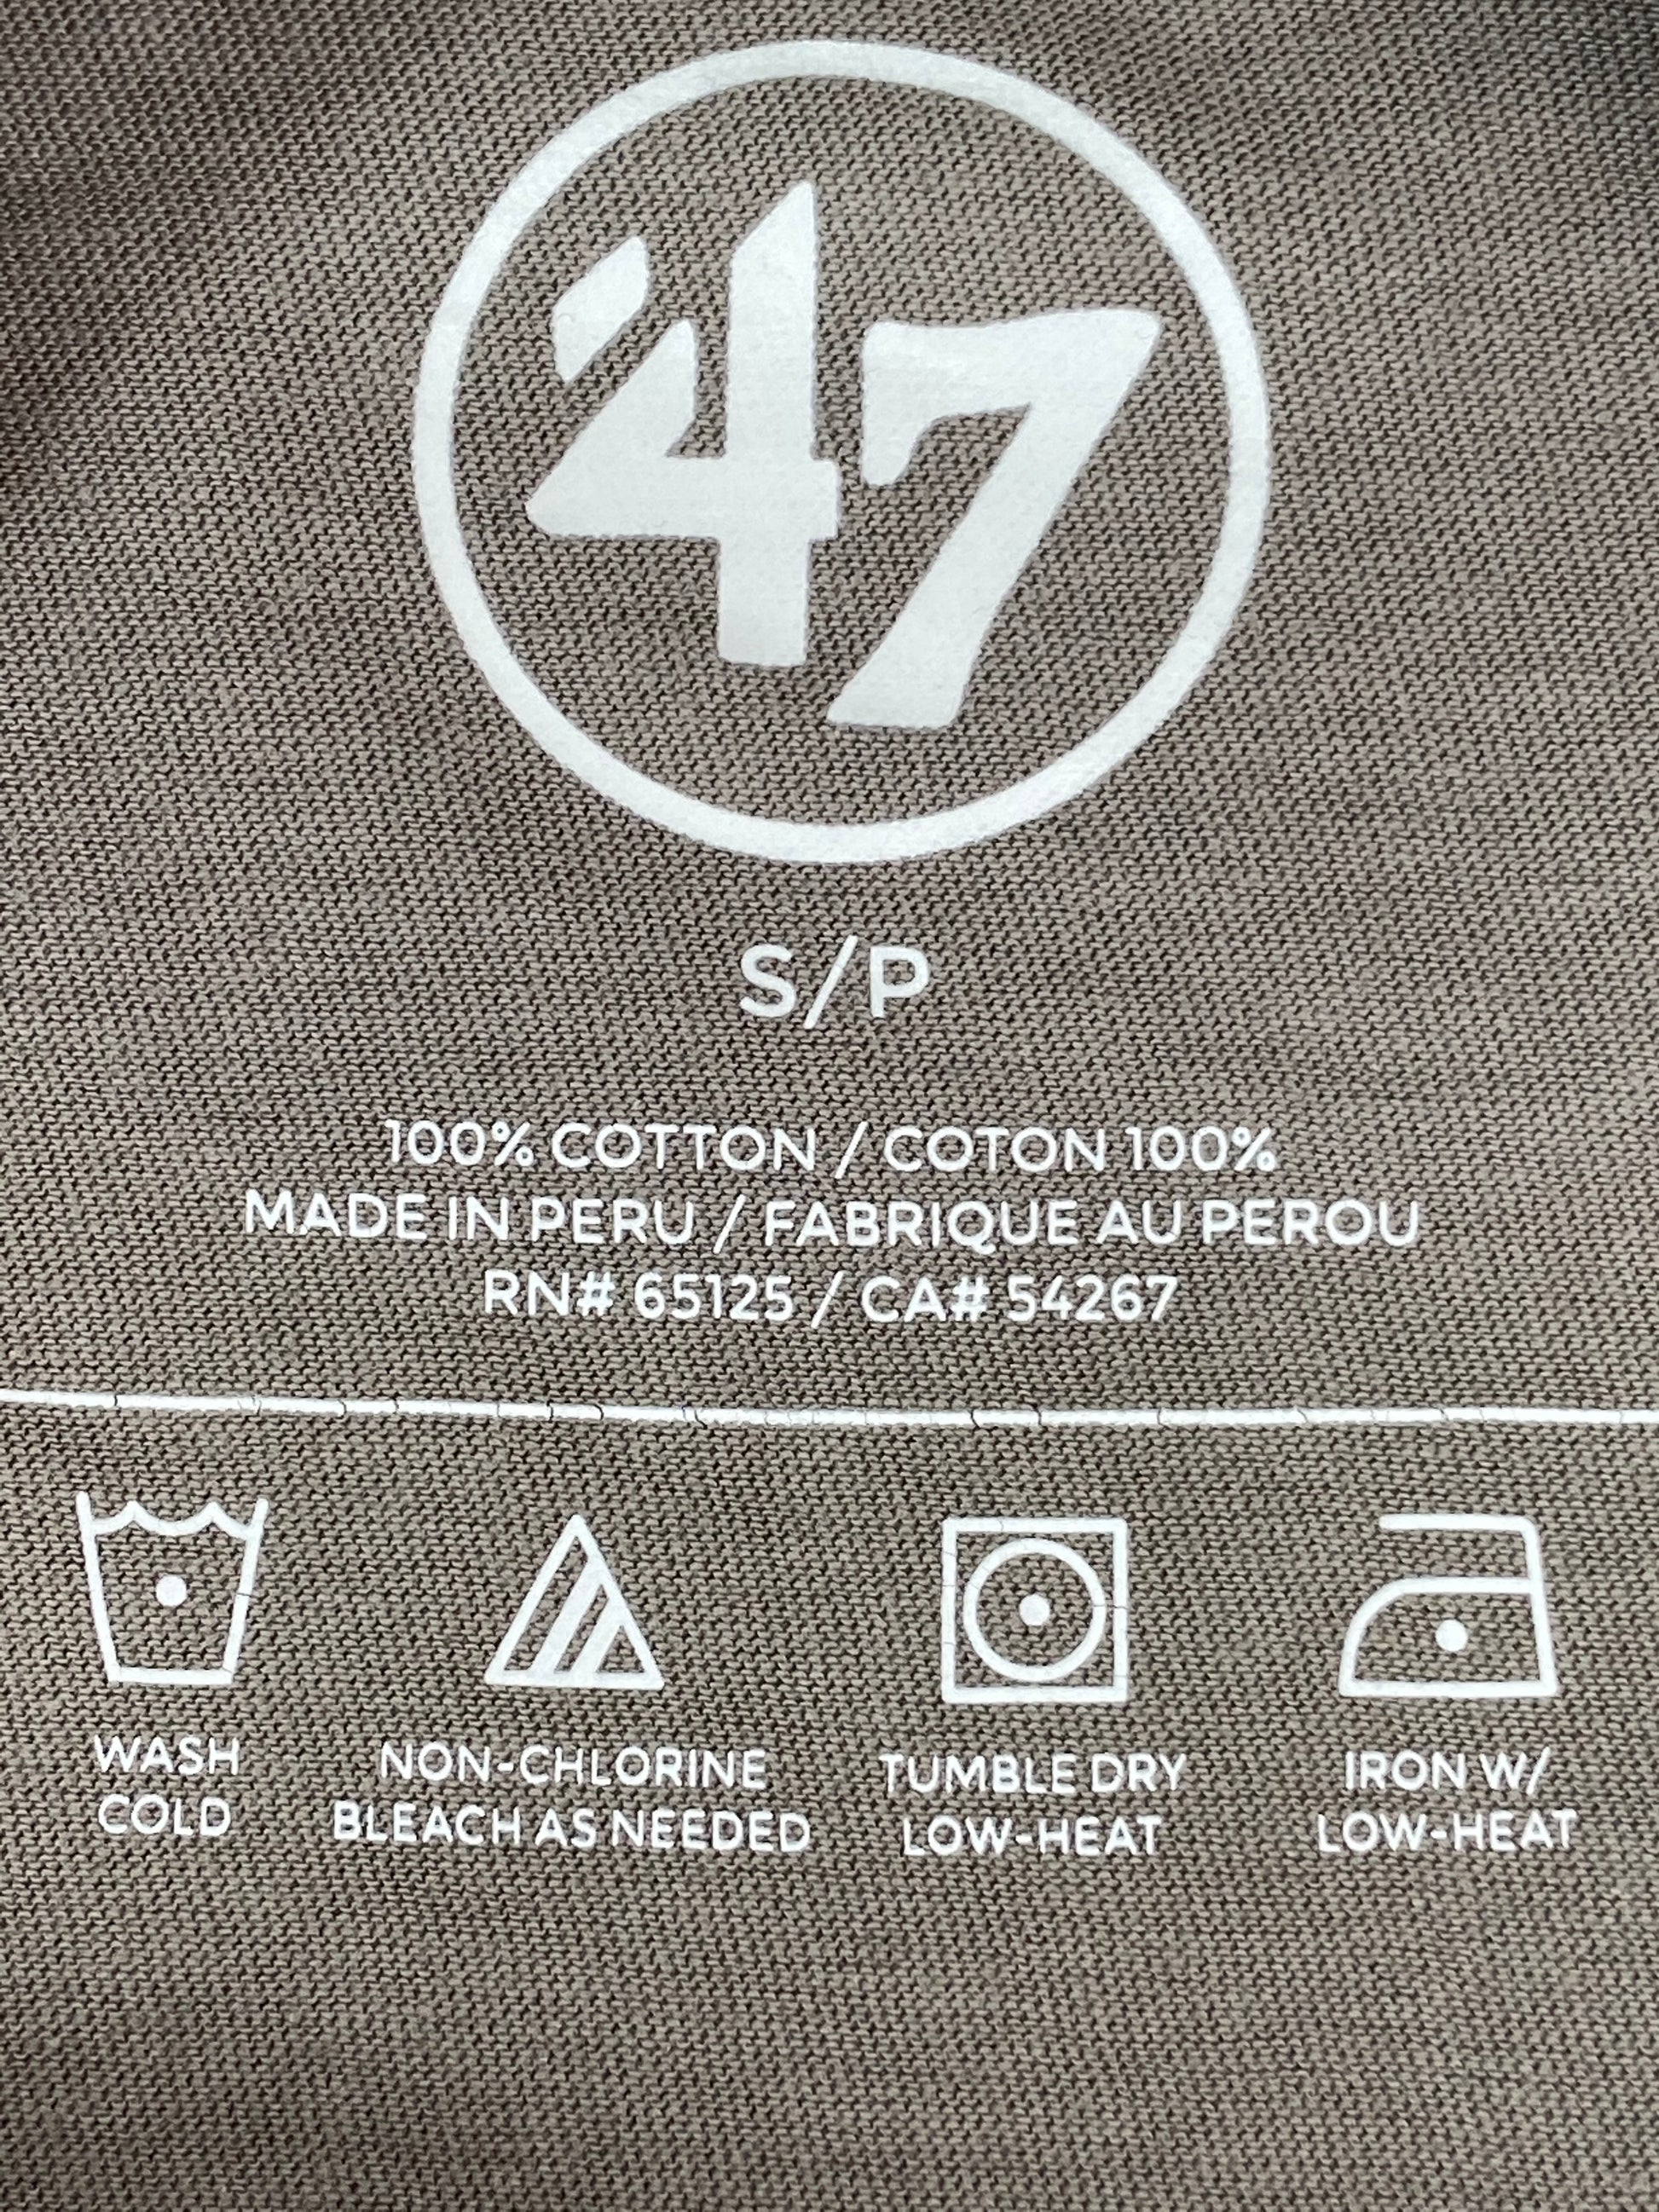 '47
S/P
100% COTTON / COTON 100%
MADE IN PERU / FABRIQUE AU PEROU
RN# 65125 / CA# 54267
WASH
COLD
NON-CHLORINE
BLEACH AS NEEDED
TUMBLE DRY
LOW-HEAT
IRON W/
LOW-HEAT